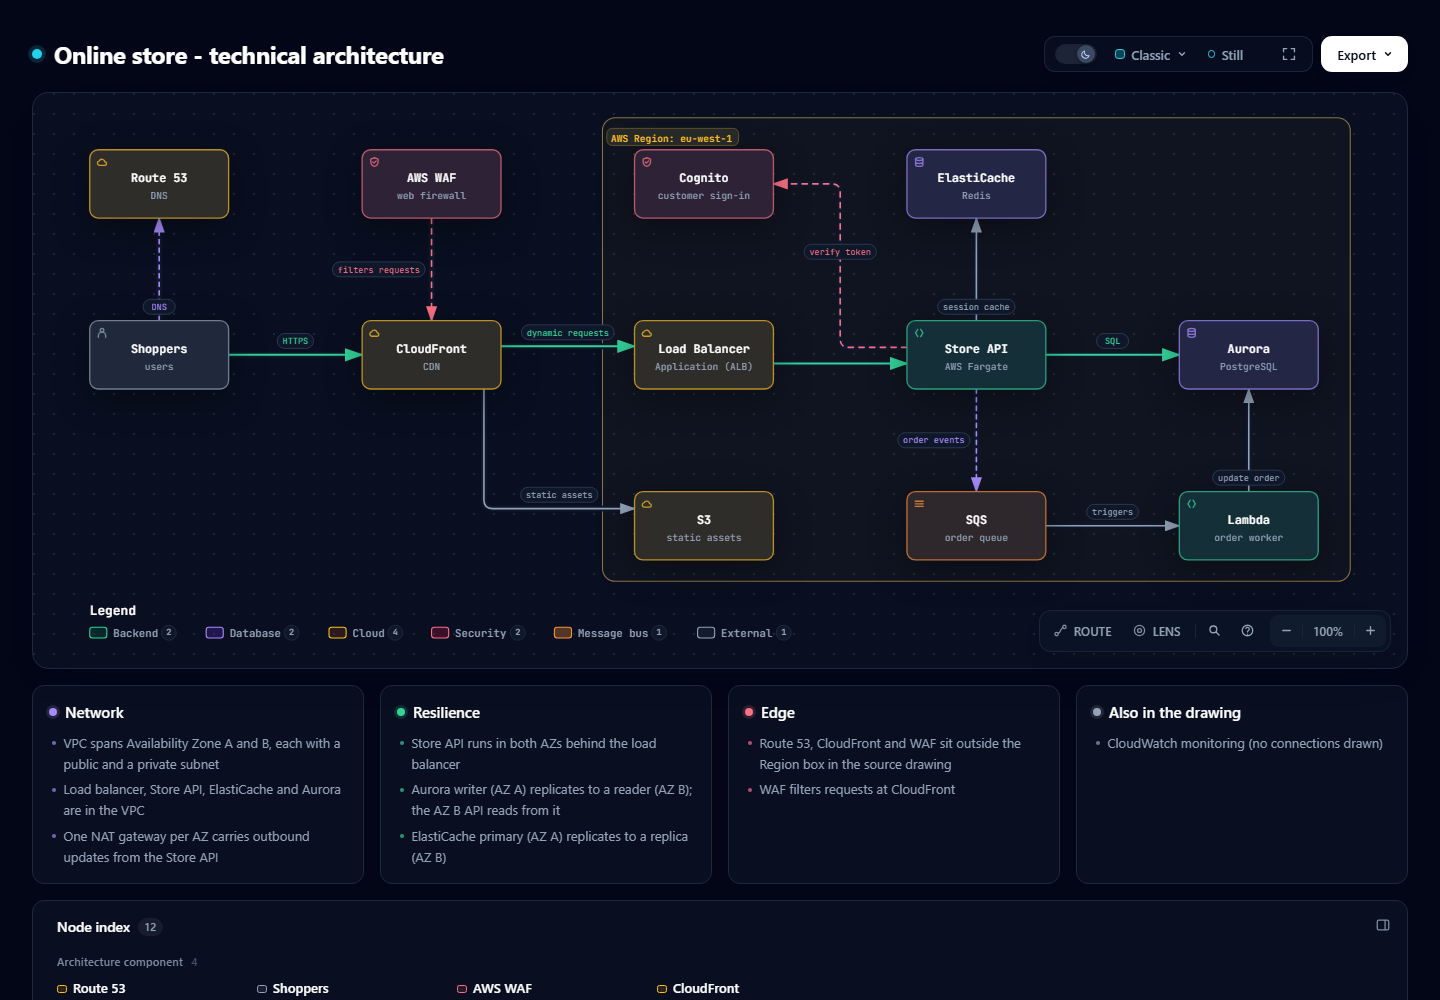 Online store - technical architecture
Classic
Still
Export
AWS Region: eu-west-1
Route 53
DNS
AWS WAF
web firewall
Cognito
customer sign-in
ElastiCache
Redis
verify token
filters requests
DNS
session cache
dynamic requests
HTTPS
SQL
Shoppers
users
CloudFront
CDN
Load Balancer
Application (ALB)
Store API
AWS Fargate
Aurora
PostgreSQL
order events
update order
static assets
triggers
S3
static assets
SQS
order queue
Lambda
order worker
Legend
Backend 2
Database 2
Cloud 4
Security 2
Message bus 1
External 1
ROUTE
LENS
100%
Network
VPC spans Availability Zone A and B, each with a
public and a private subnet
Load balancer, Store API, ElastiCache and Aurora
are in the VPC
One NAT gateway per AZ carries outbound
updates from the Store API
Resilience
Store API runs in both AZs behind the load
balancer
Aurora writer (AZ A) replicates to a reader (AZ B);
the AZ B API reads from it
ElastiCache primary (AZ A) replicates to a replica
(AZ B)
Edge
Route 53, CloudFront and WAF sit outside the
Region box in the source drawing
WAF filters requests at CloudFront
Also in the drawing
CloudWatch monitoring (no connections drawn)
Node index 12
Architecture component 4
Route 53
Shoppers
AWS WAF
CloudFront